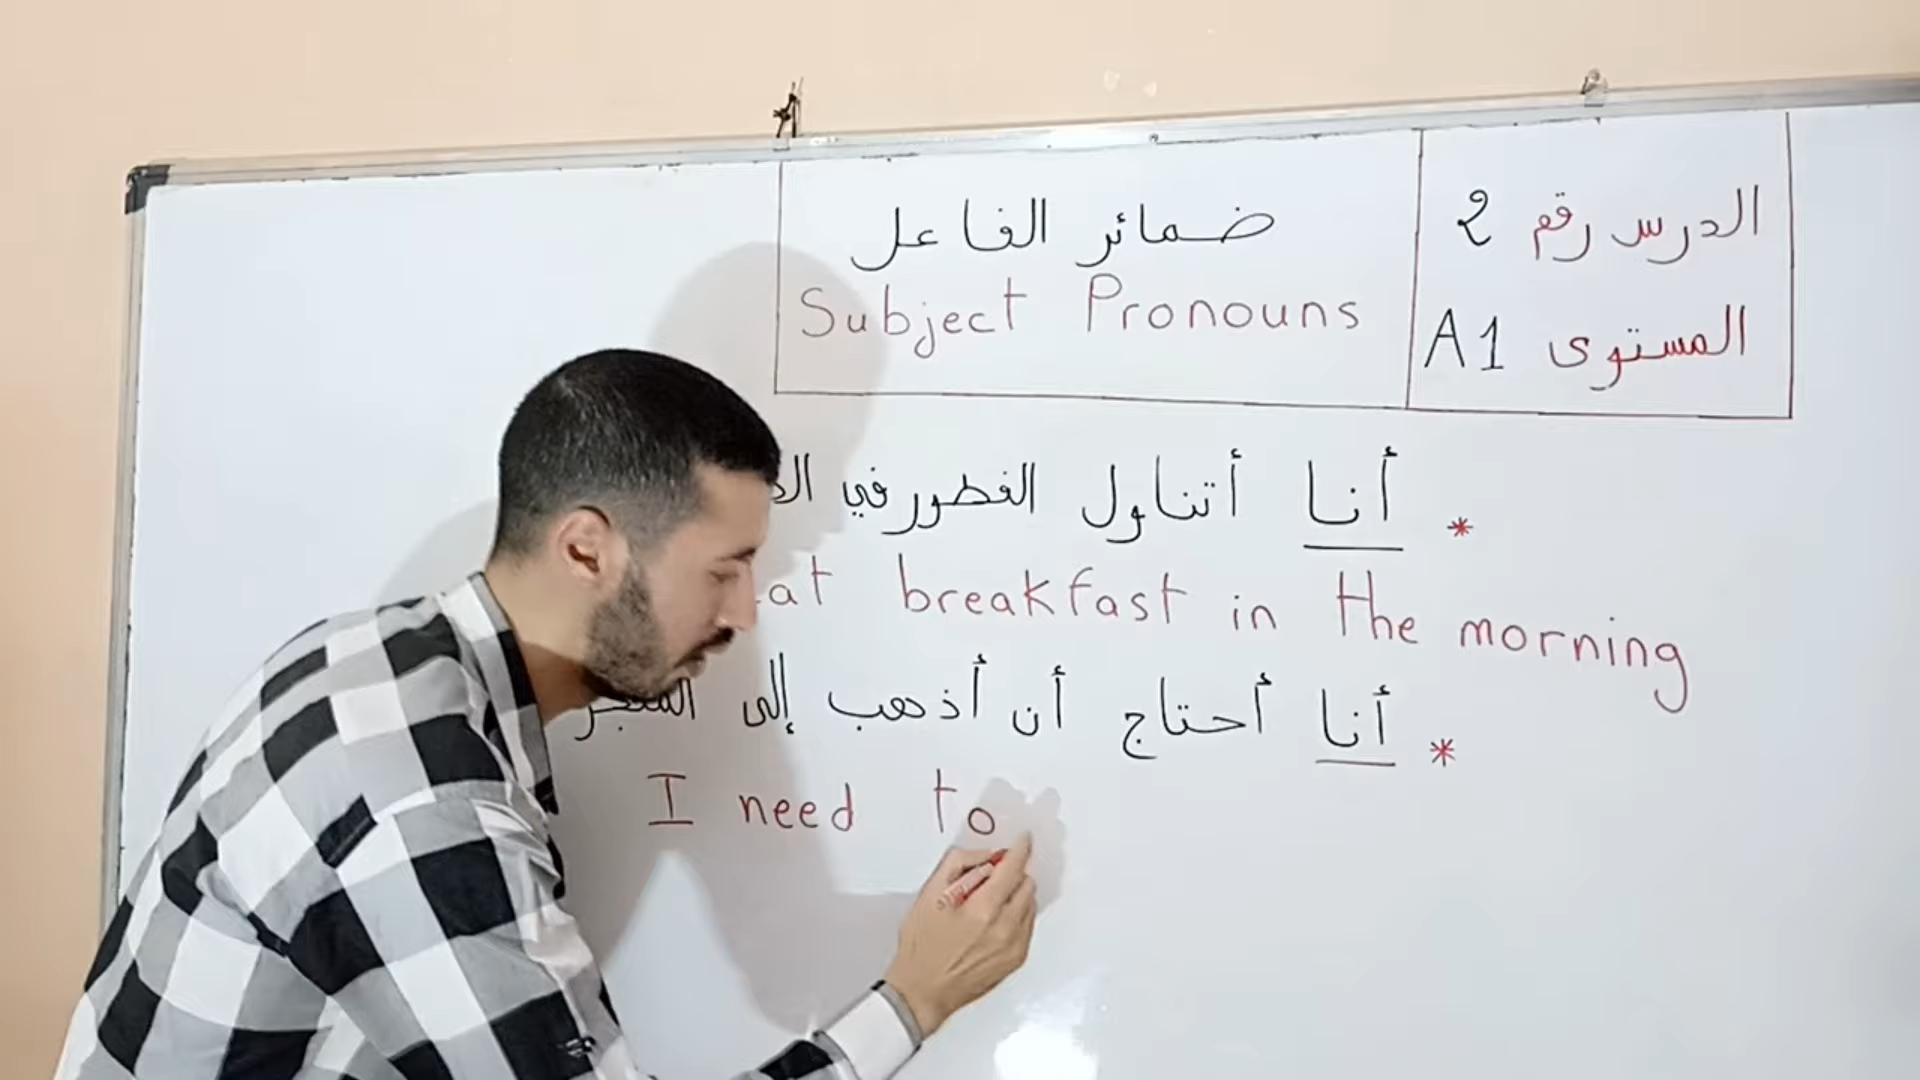 الدرس رقم 2
المستوى A1
ضمائر الفاعل
Subject Pronouns
* أنا أتناول الفطور في
breakfast in the morning
* أنا أحتاج أن أذهب إلى
I need to